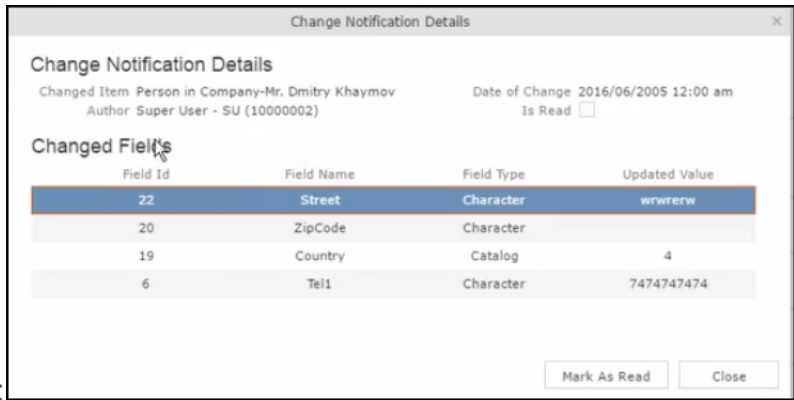 Change Notification Details
Change Notification Details
Changed Item Person in Company-Mr. Dmitry Khaymov Date of Change 2016/06/2005 12:00 am
Author Super User - SU (10000002) Is Read
Changed Fields
Field Id Field Name Field Type Updated Value
22 Street Character wrwrerw
20 ZipCode Character
19 Country Catalog 4
6 Tel1 Character 7474747474
Mark As Read Close